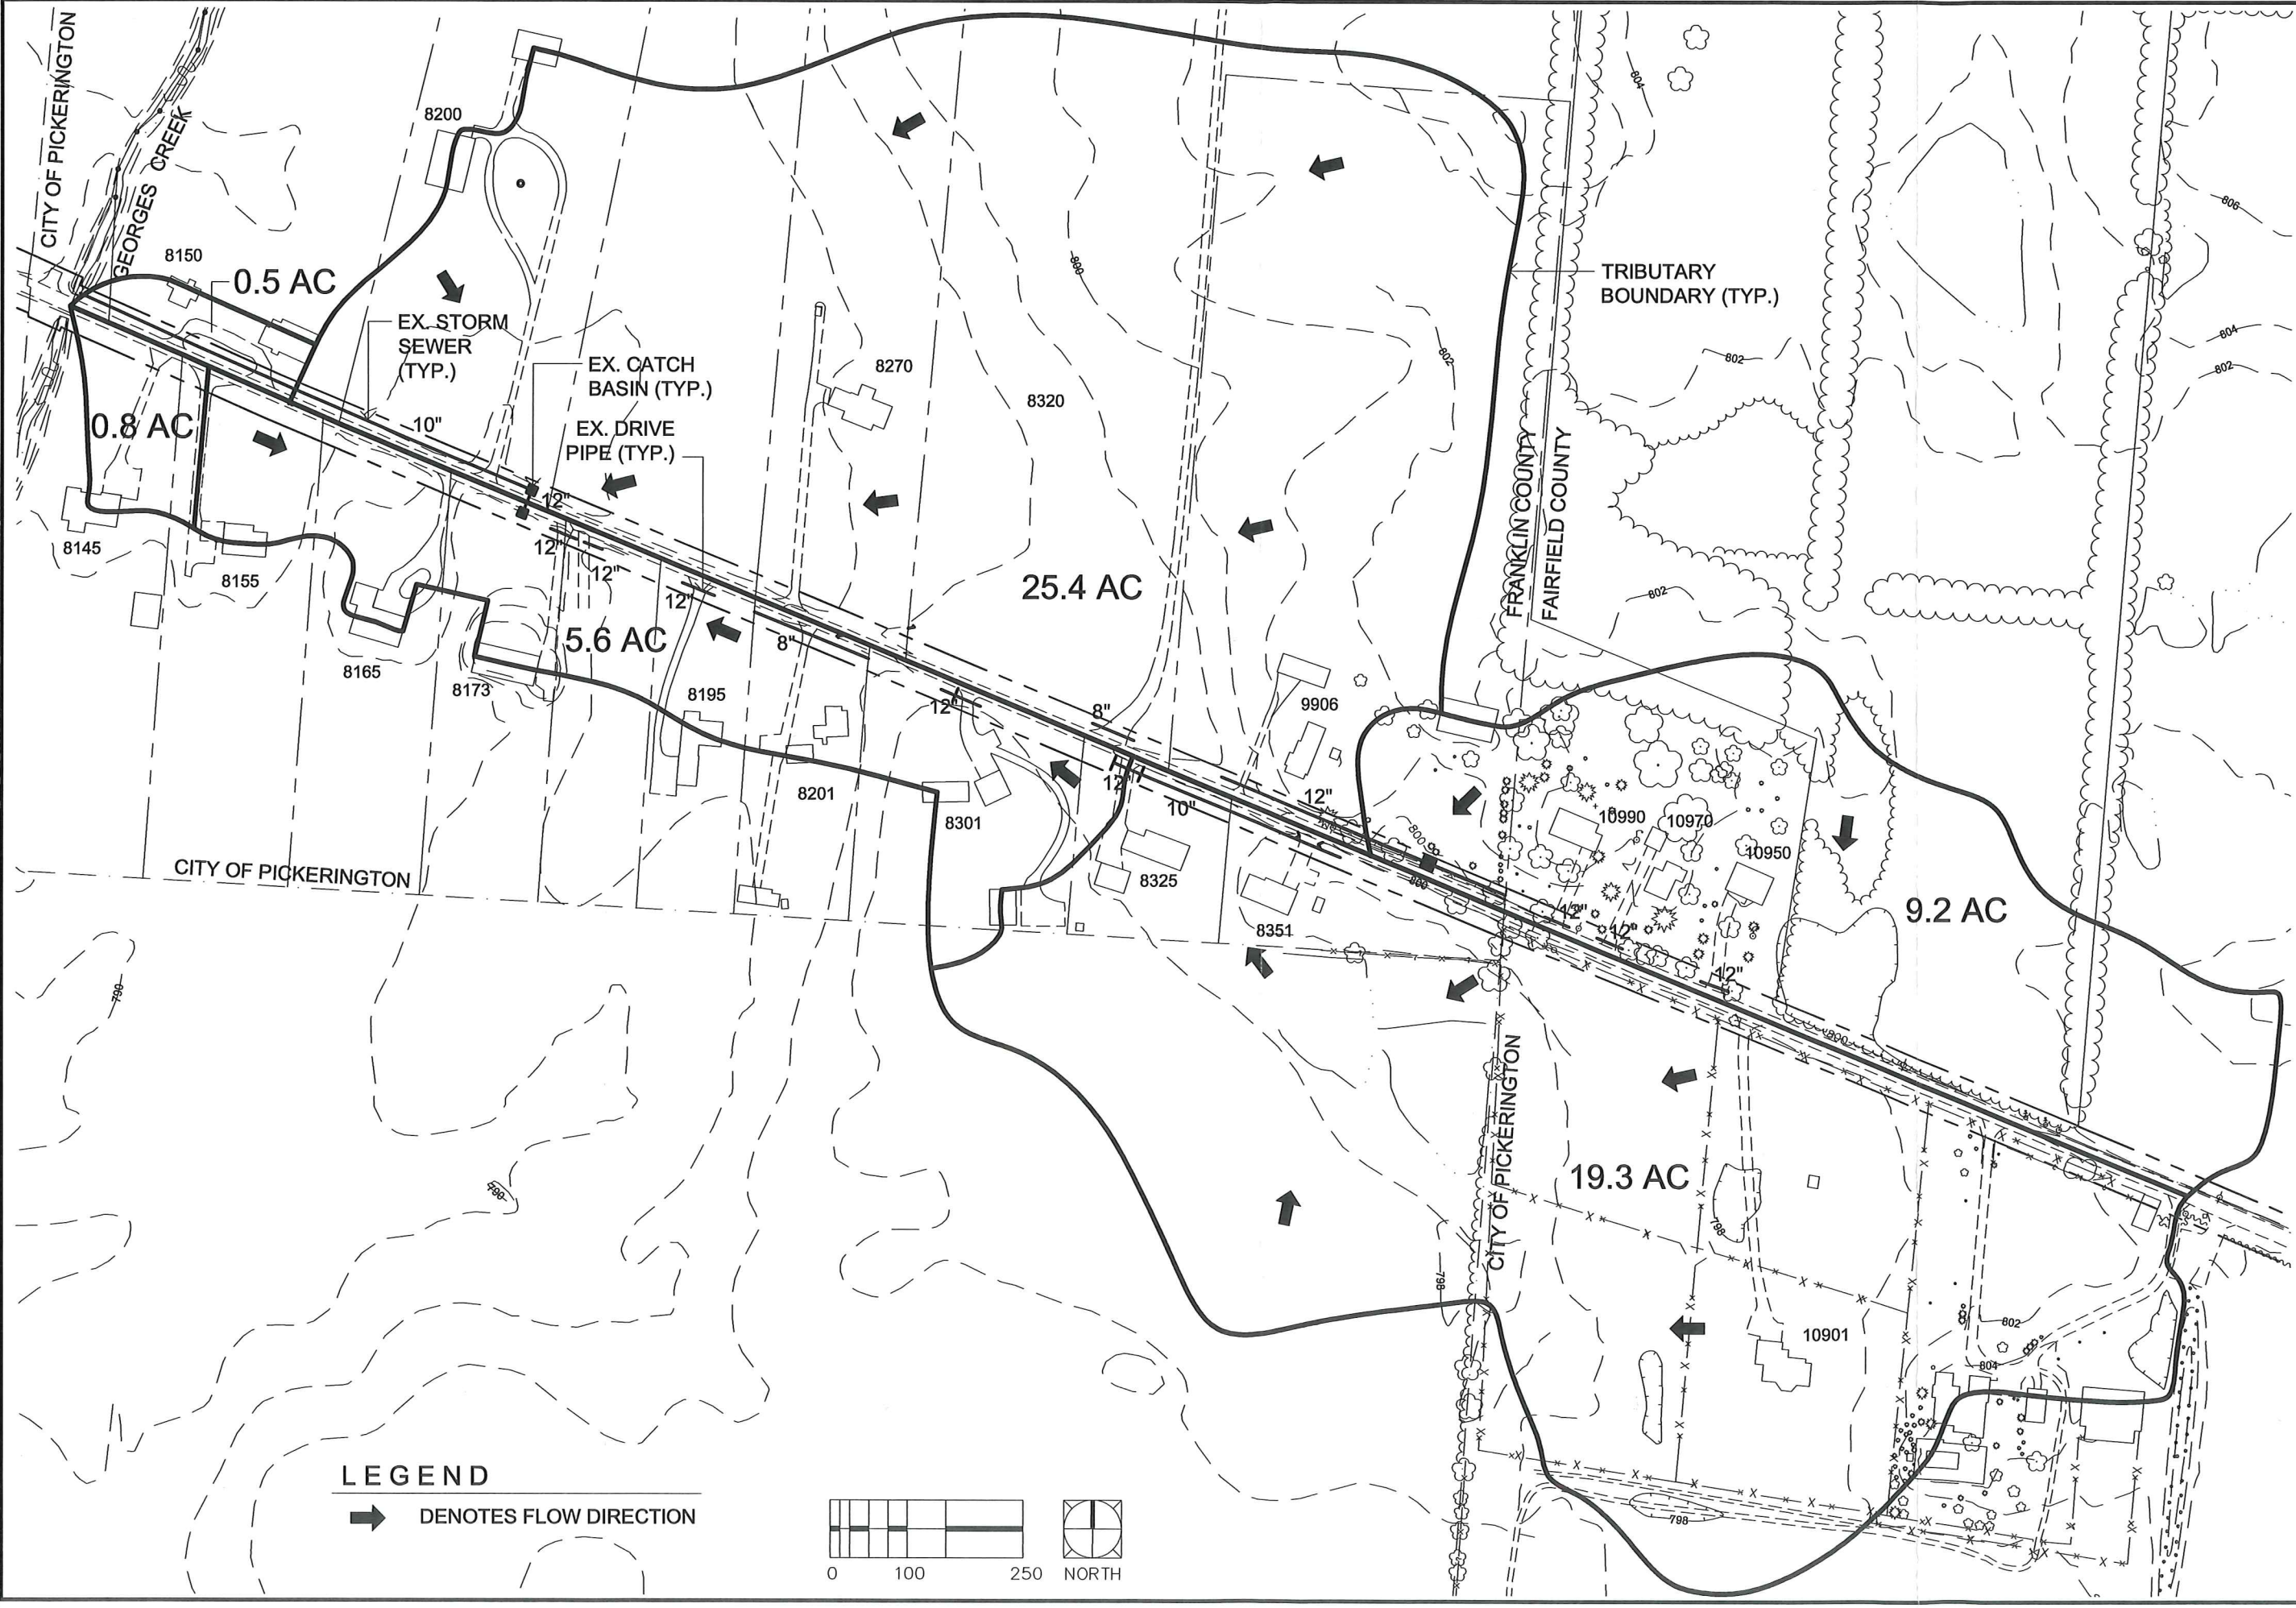 CITY OF PICKERINGTON
GEORGES CREEK
8200
8150
0.5 AC
EX. STORM
SEWER
(TYP.)
10"
EX. CATCH
BASIN (TYP.)
EX. DRIVE
PIPE (TYP.)
8270
8320
800
802
804
806
804
802
802
TRIBUTARY
BOUNDARY (TYP.)
FRANKLIN COUNTY
FAIRFIELD COUNTY
802
0.8 AC
12"
12"
12"
12"
8"
12"
8"
12"
10"
12"
25.4 AC
5.6 AC
8145
8155
8165
8173
8195
8201
8301
8325
8351
9906
10990
10970
10950
800
800
12"
12"
12"
800
9.2 AC
CITY OF PICKERINGTON
790
790
CITY OF PICKERINGTON
19.3 AC
798
798
10901
802
804
798
LEGEND
DENOTES FLOW DIRECTION
0 100 250 NORTH